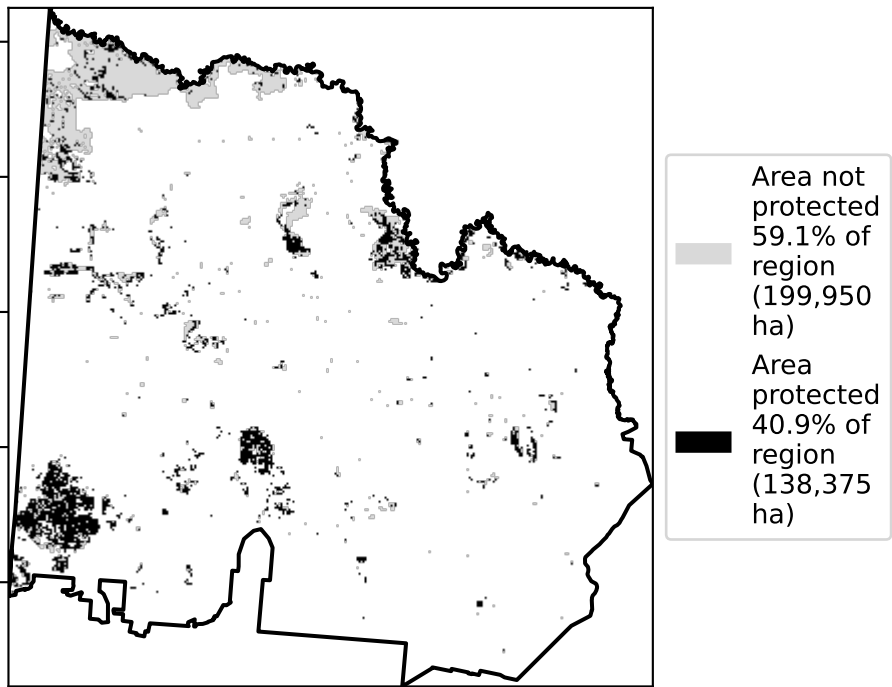 Area not
protected
59.1% of
region
(199,950
ha)
Area
protected
40.9% of
region
(138,375
ha)